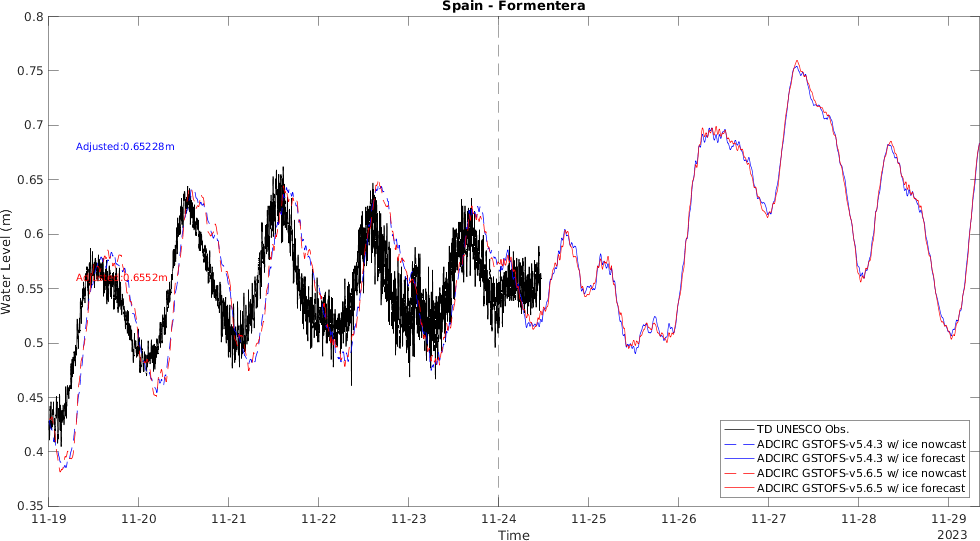 Spain - Formentera
0.8
0.75
0.7
0.65
0.6
0.55
0.5
0.45
0.4
0.35
Water Level (m)
Adjusted:0.65228m
Adjusted:0.6552m
TD UNESCO Obs.
ADCIRC GSTOFS-v5.4.3 w/ ice nowcast
ADCIRC GSTOFS-v5.4.3 w/ ice forecast
ADCIRC GSTOFS-v5.6.5 w/ ice nowcast
ADCIRC GSTOFS-v5.6.5 w/ ice forecast
11-19 11-20 11-21 11-22 11-23 11-24 11-25 11-26 11-27 11-28 11-29
2023
Time